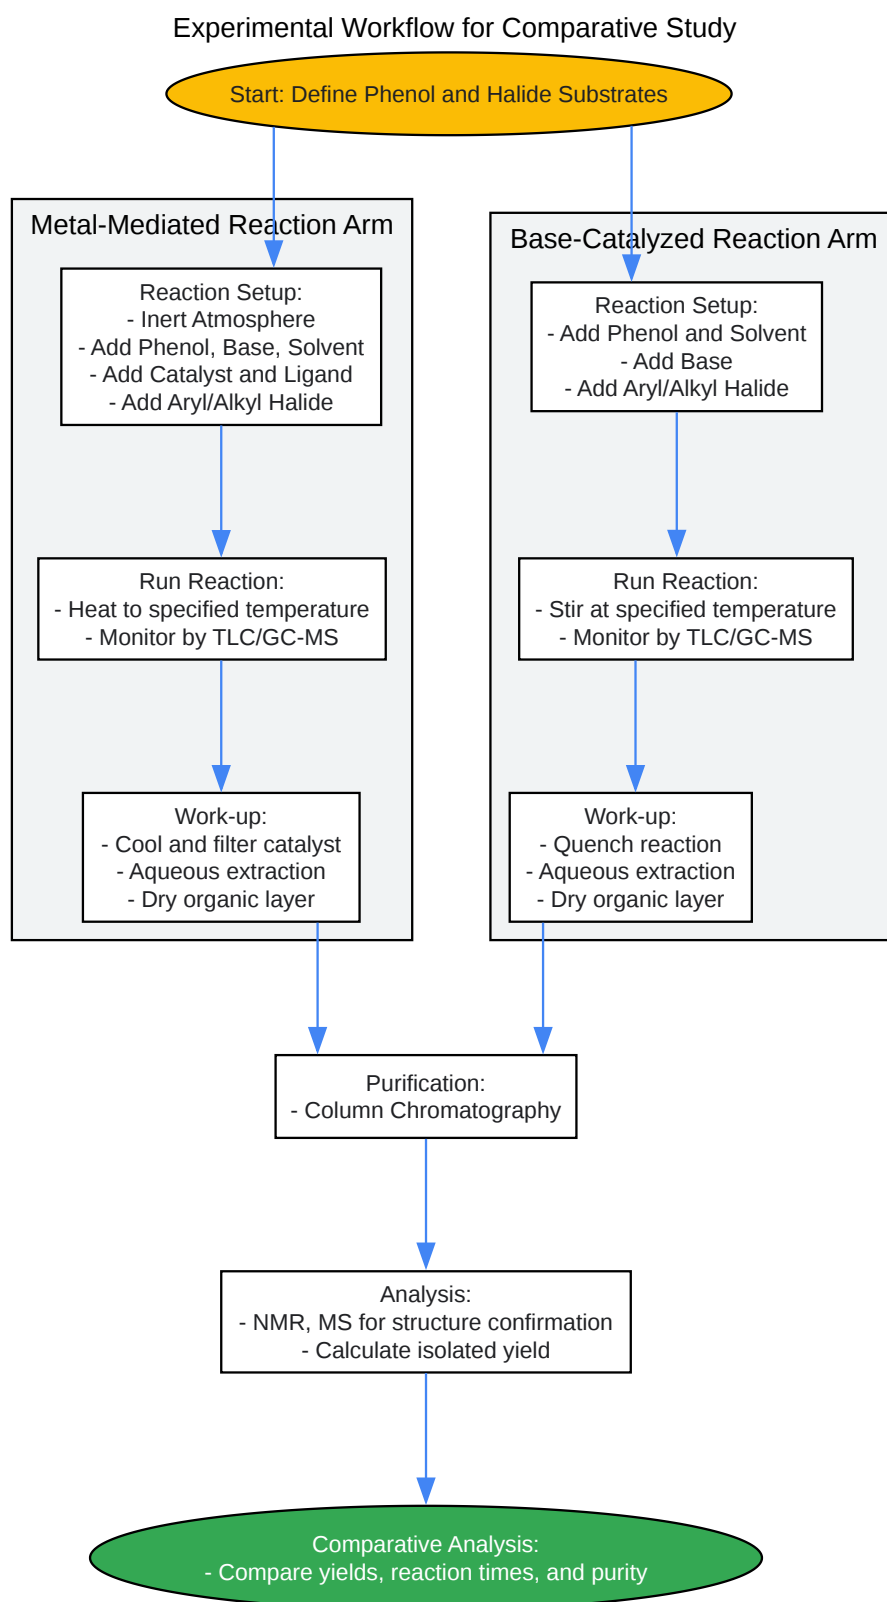 Experimental Workflow for Comparative Study
Start: Define Phenol and Halide Substrates
Metal-Mediated Reaction Arm
Reaction Setup:
- Inert Atmosphere
- Add Phenol, Base, Solvent
- Add Catalyst and Ligand
- Add Aryl/Alkyl Halide
Run Reaction:
- Heat to specified temperature
- Monitor by TLC/GC-MS
Work-up:
- Cool and filter catalyst
- Aqueous extraction
- Dry organic layer
Base-Catalyzed Reaction Arm
Reaction Setup:
- Add Phenol and Solvent
- Add Base
- Add Aryl/Alkyl Halide
Run Reaction:
- Stir at specified temperature
- Monitor by TLC/GC-MS
Work-up:
- Quench reaction
- Aqueous extraction
- Dry organic layer
Purification:
- Column Chromatography
Analysis:
- NMR, MS for structure confirmation
- Calculate isolated yield
Comparative Analysis:
- Compare yields, reaction times, and purity